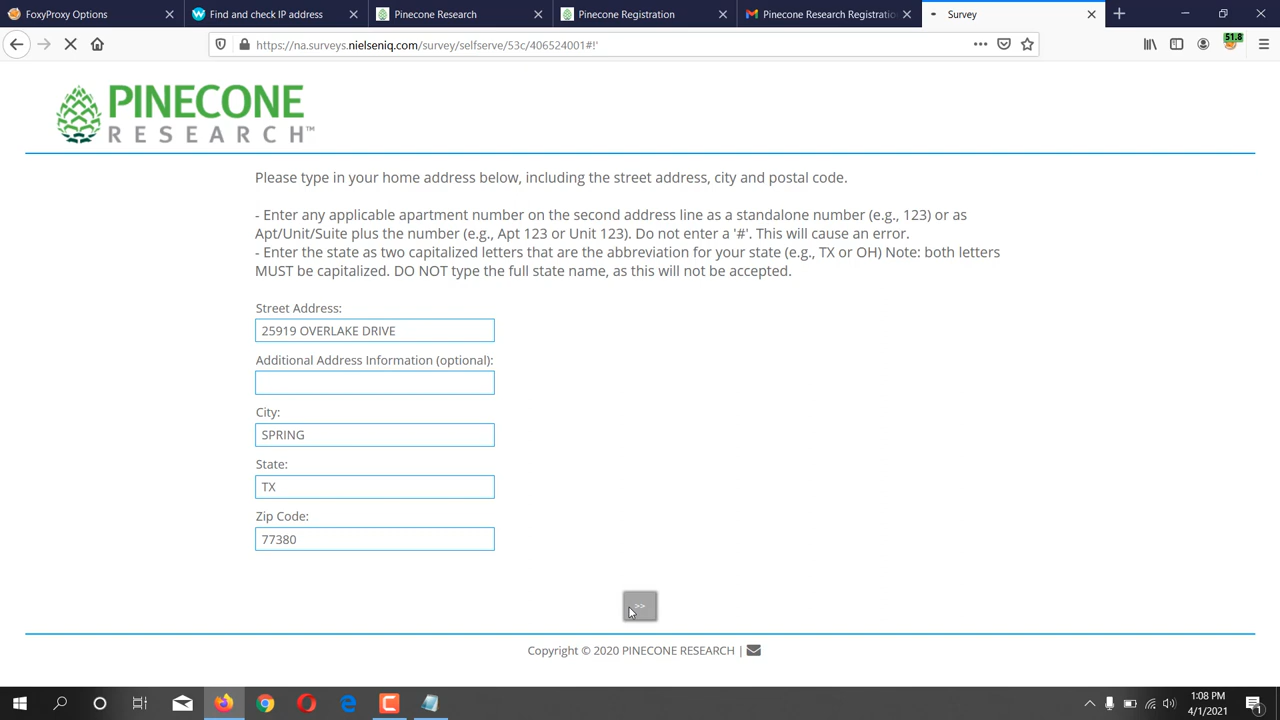 FoxyProxy Options
Find and check IP address
Pinecone Research
Pinecone Registration
Pinecone Research Registratio
Survey
https://na.surveys.nielseniq.com/survey/selfserve/53c/406524001#!'
51.8
PINECONE
RESEARCH™
Please type in your home address below, including the street address, city and postal code.
- Enter any applicable apartment number on the second address line as a standalone number (e.g., 123) or as
Apt/Unit/Suite plus the number (e.g., Apt 123 or Unit 123). Do not enter a '#'. This will cause an error.
- Enter the state as two capitalized letters that are the abbreviation for your state (e.g., TX or OH) Note: both letters
MUST be capitalized. DO NOT type the full state name, as this will not be accepted.
Street Address:
25919 OVERLAKE DRIVE
Additional Address Information (optional):
City:
SPRING
State:
TX
Zip Code:
77380
>>
Copyright © 2020 PINECONE RESEARCH |
1:08 PM
4/1/2021
1